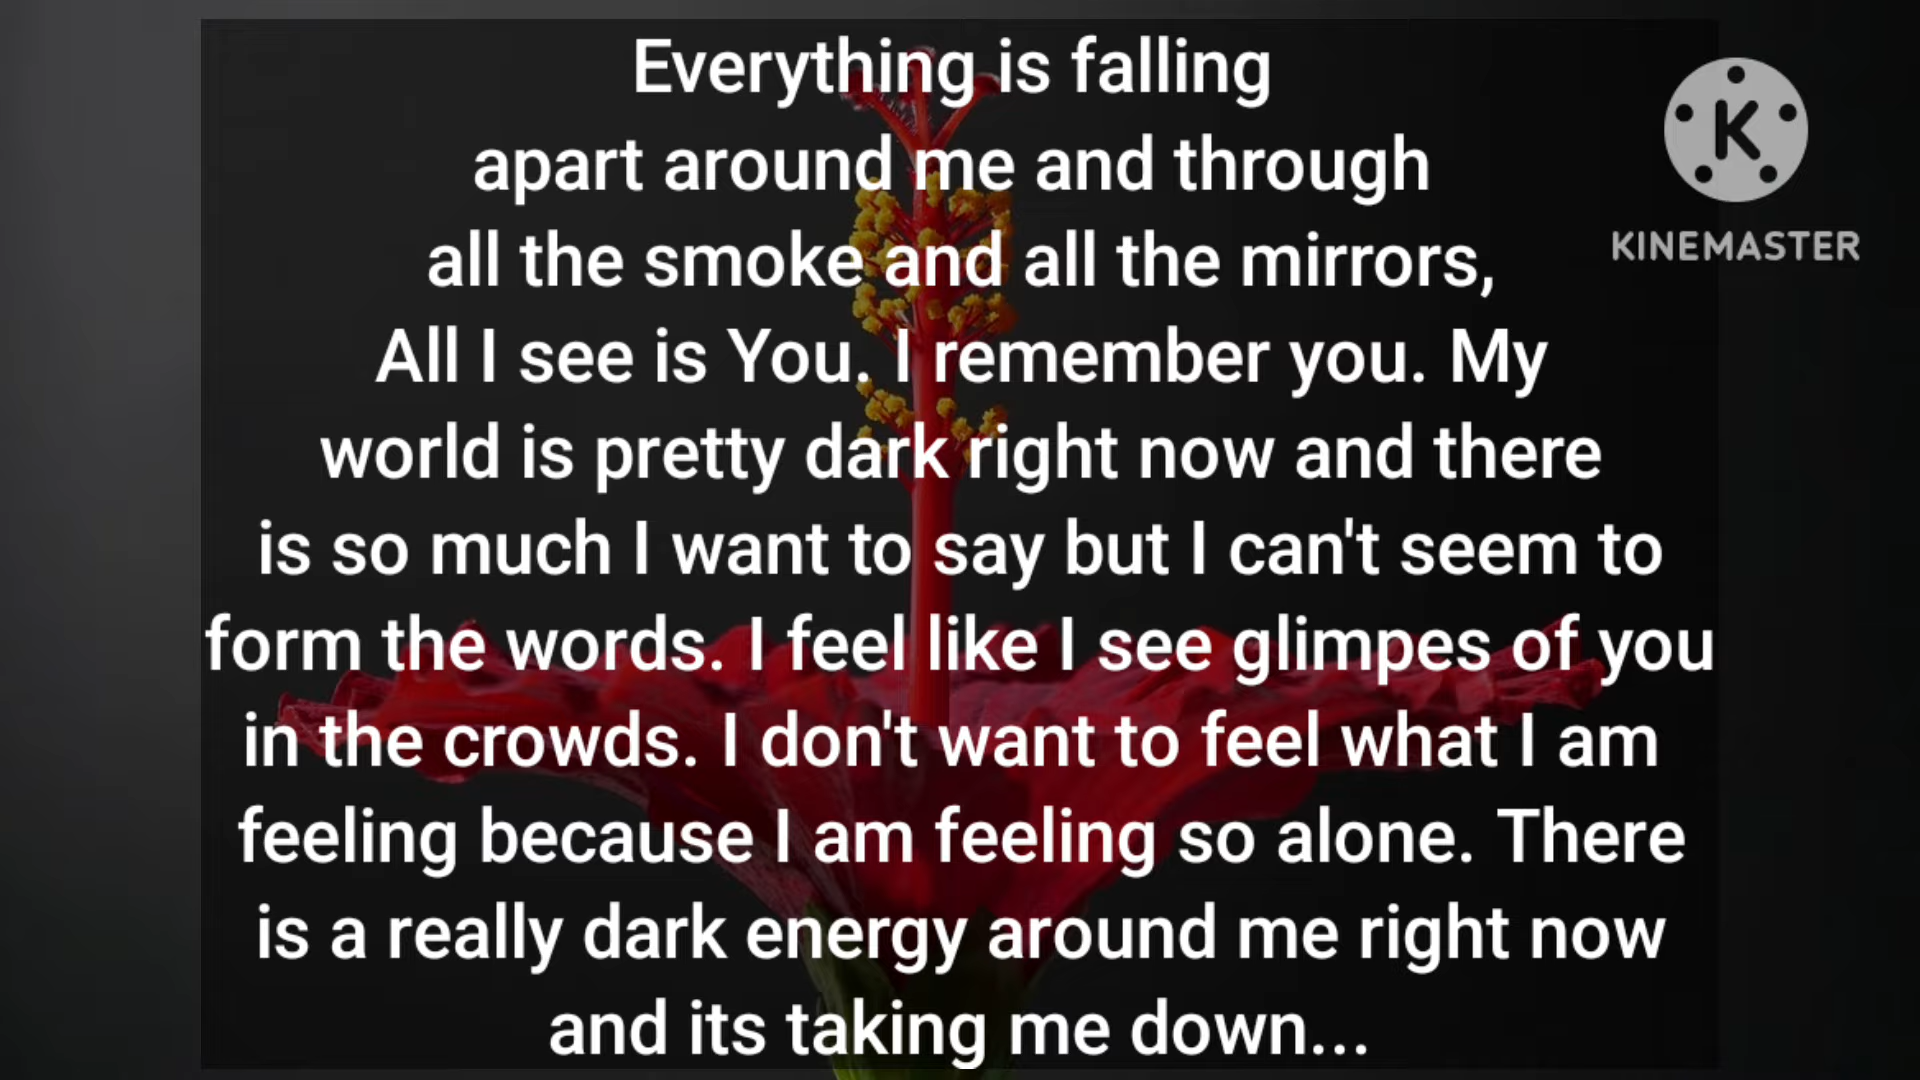 Everything is falling
apart around me and through
all the smoke and all the mirrors,
All I see is You. I remember you. My
world is pretty dark right now and there
is so much I want to say but I can't seem to
form the words. I feel like I see glimpses of you
in the crowds. I don't want to feel what I am
feeling because I am feeling so alone. There
is a really dark energy around me right now
and its taking me down...
K
KINEMASTER